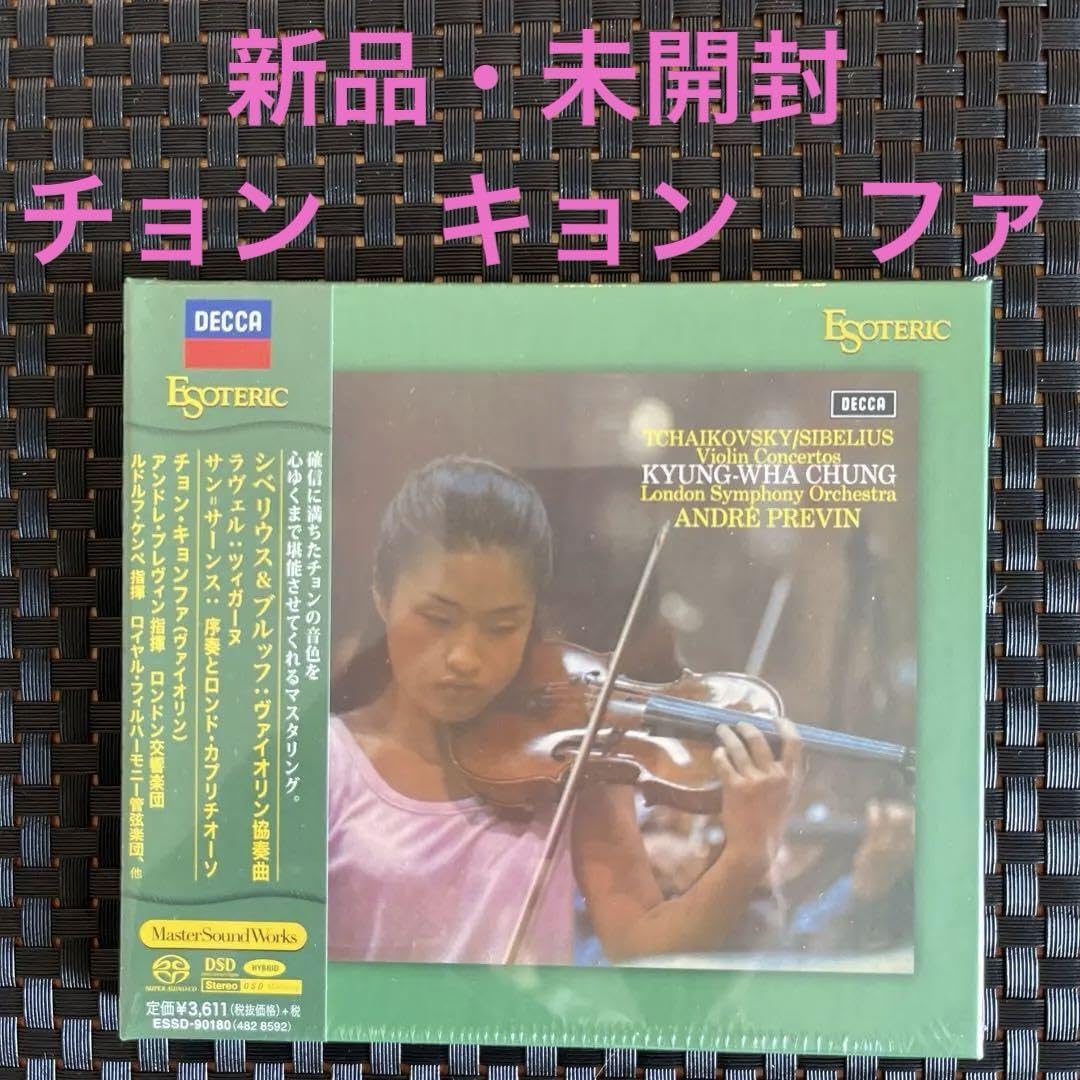 新品・未開封
チョン　キョン　ファ
DECCA
ESOTERIC
確信に満ちたチョンの音色を
心ゆくまで堪能させてくれるマスタリング。
シベリウス&ブルッフ:ヴァイオリン協奏曲
ラヴェル:ツィガーヌ
サン=サーンス: 序奏とロンド・カプリチオーソ
チョン・キョンファ(ヴァイオリン)
アンドレ・プレヴィン指揮　ロンドン交響楽団
ルドルフ・ケンペ 指揮　ロイヤル・フィルハーモニー管弦楽団、他
MasterSoundWorks
SUPER AUDIO CD
DSD
HYBRID
Stereo DSD
定価¥3,611(税抜価格)+税
ESSD-90180(482 8592)
ESOTERIC
DECCA
TCHAIKOVSKY/SIBELIUS
Violin Concertos
KYUNG-WHA CHUNG
London Symphony Orchestra
ANDRÉ PREVIN